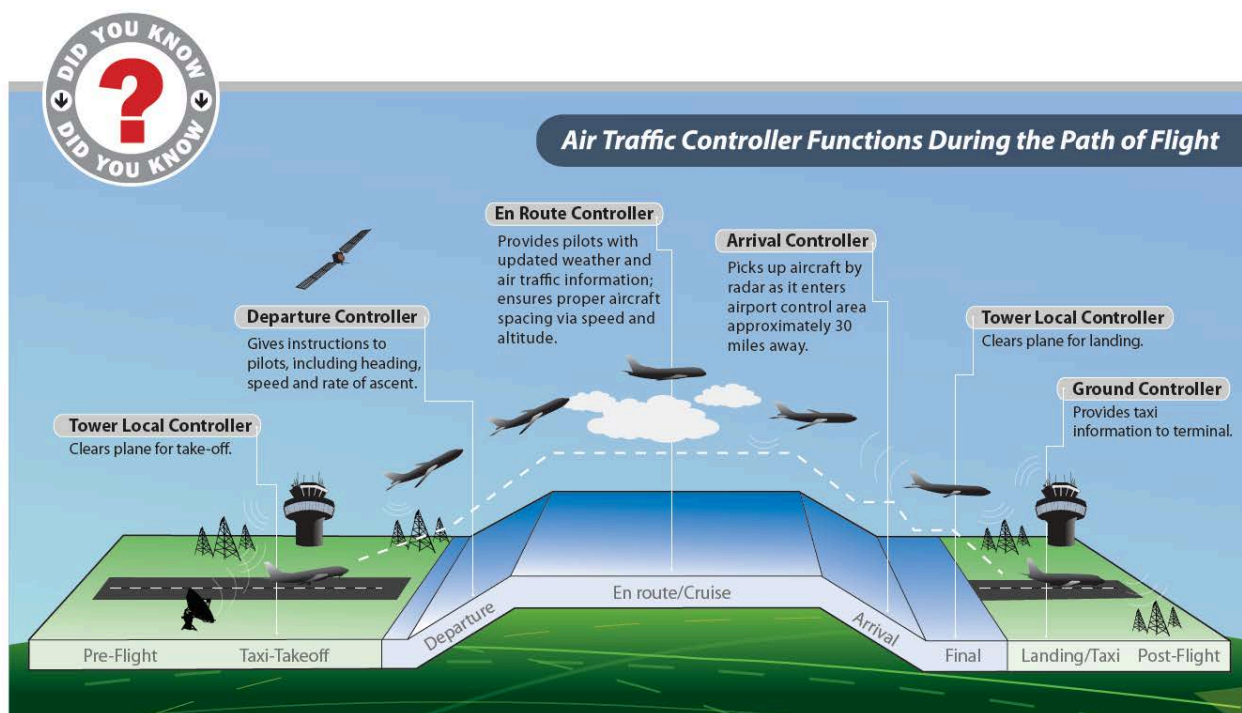 DID YOU KNOW
?
DID YOU KNOW
Air Traffic Controller Functions During the Path of Flight
Tower Local Controller
Clears plane for take-off.
Departure Controller
Gives instructions to
pilots, including heading,
speed and rate of ascent.
En Route Controller
Provides pilots with
updated weather and
air traffic information;
ensures proper aircraft
spacing via speed and
altitude.
Arrival Controller
Picks up aircraft by
radar as it enters
airport control area
approximately 30
miles away.
Tower Local Controller
Clears plane for landing.
Ground Controller
Provides taxi
information to terminal.
Pre-Flight
Taxi-Takeoff
Departure
En route/Cruise
Arrival
Final
Landing/Taxi
Post-Flight